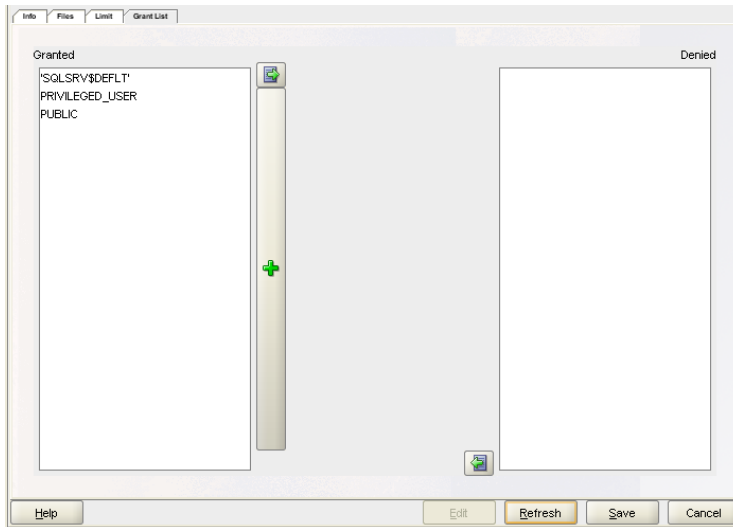 Info Files Limit Grant List
Granted Denied
'SQLSRV$DEFLT'
PRIVILEGED_USER
PUBLIC
Help Edit Refresh Save Cancel